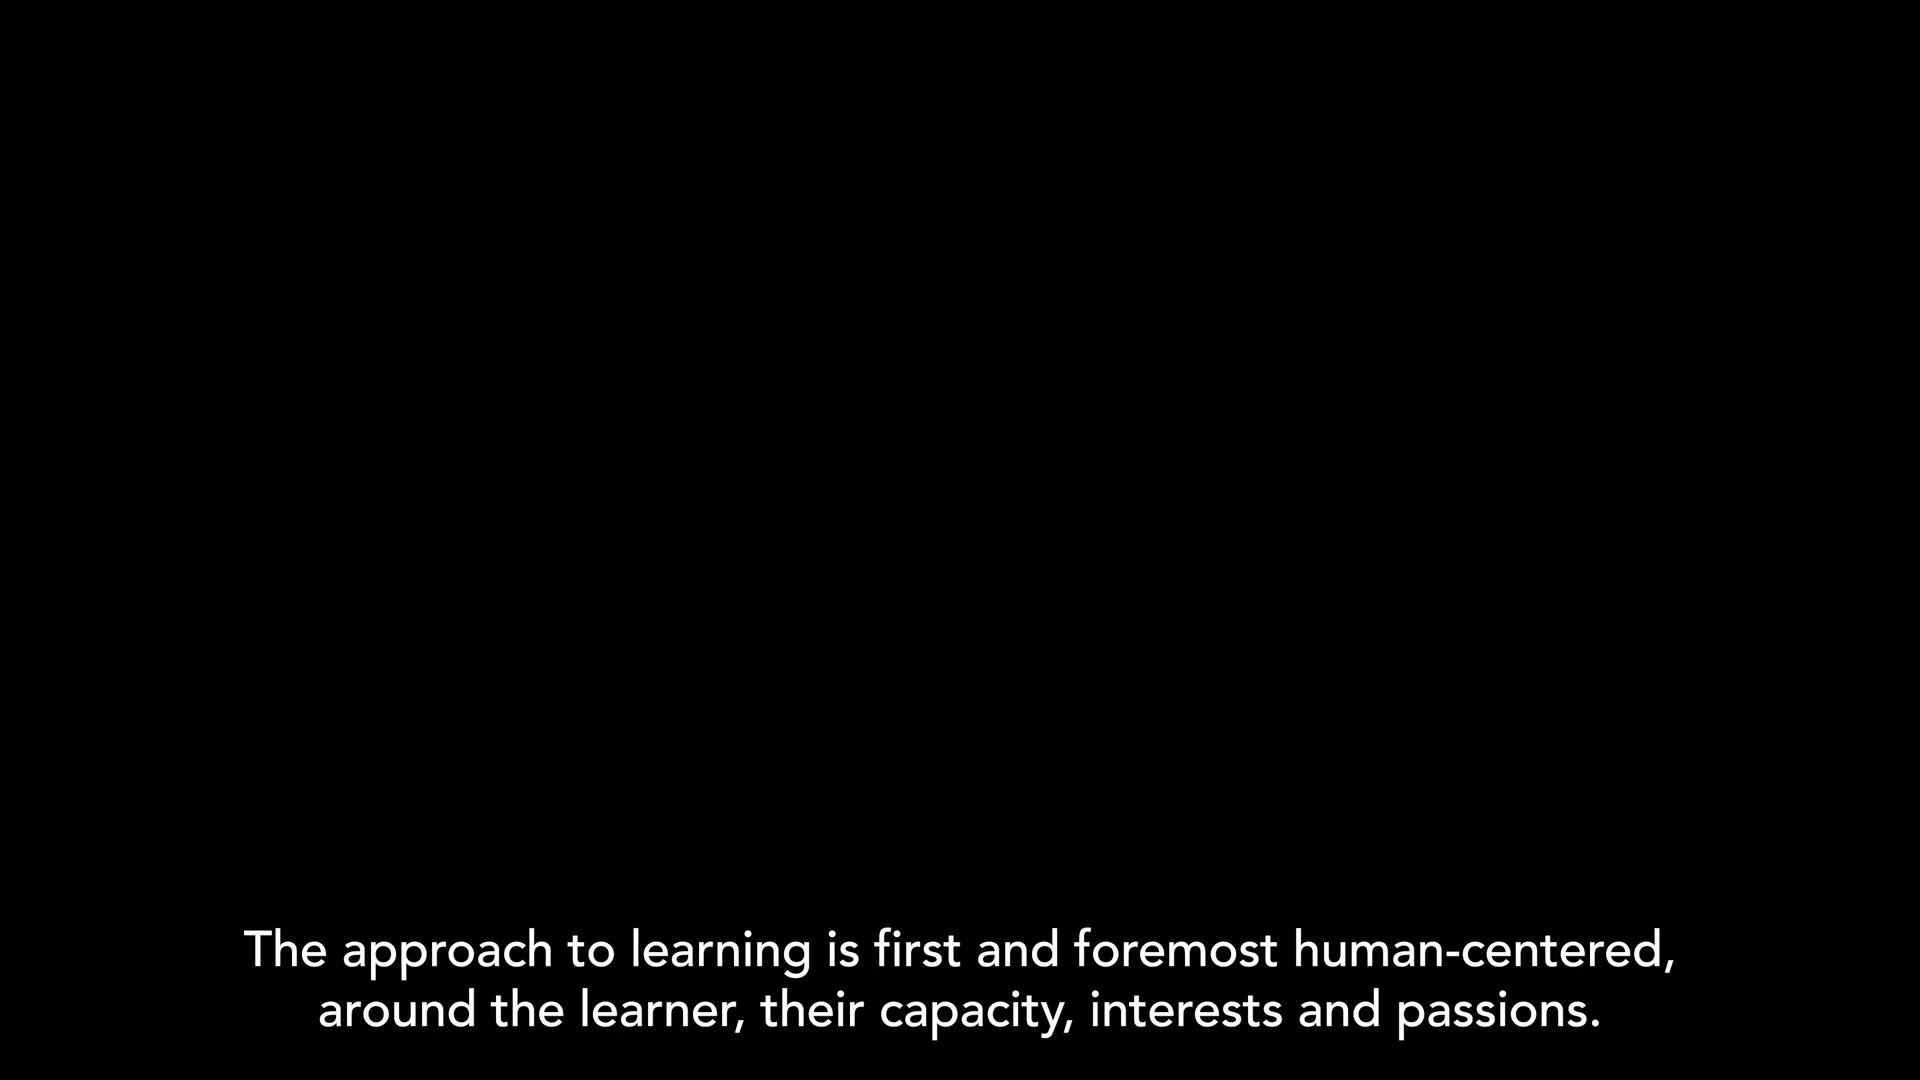 The approach to learning is first and foremost human-centered,
around the learner, their capacity, interests and passions.